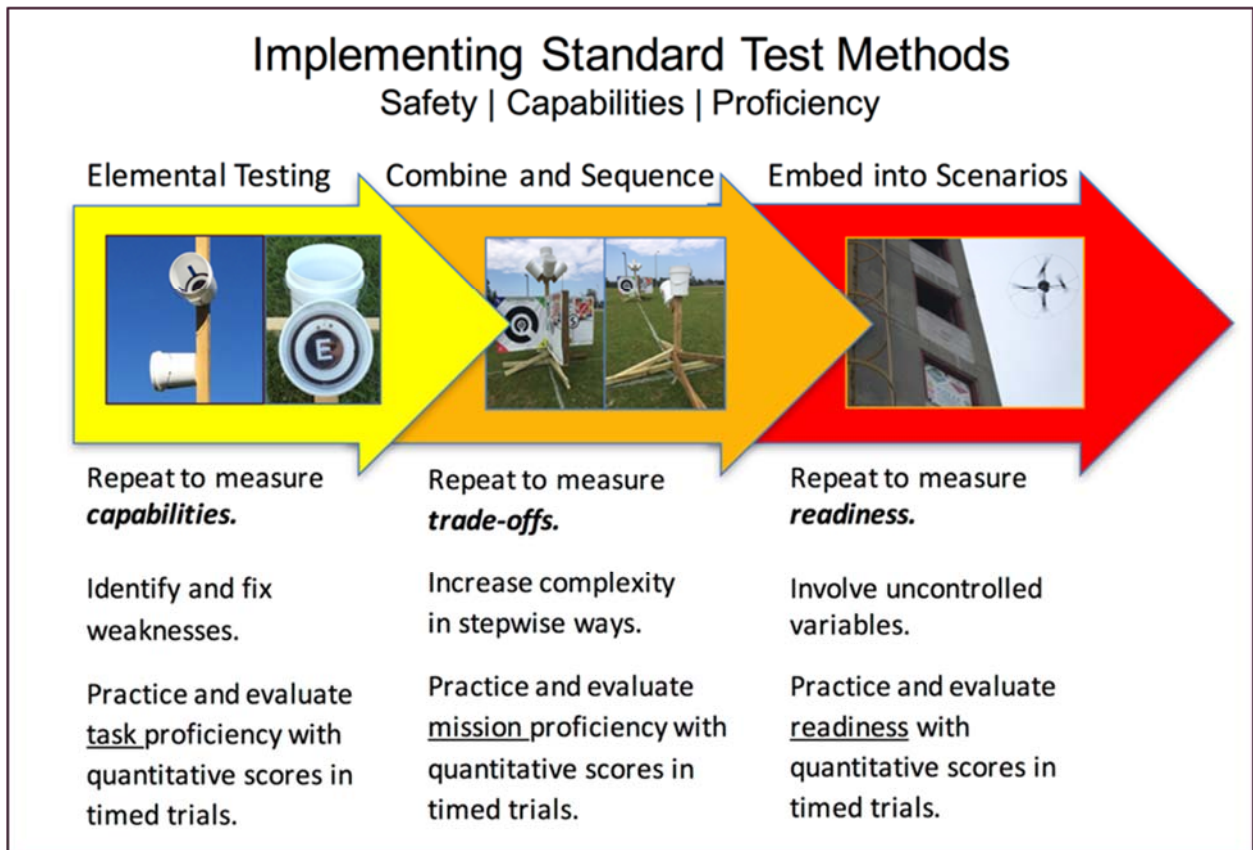 Implementing Standard Test Methods
Safety | Capabilities | Proficiency
Elemental Testing
Combine and Sequence
Embed into Scenarios
E
Repeat to measure
capabilities.
Identify and fix
weaknesses.
Practice and evaluate
task proficiency with
quantitative scores in
timed trials.
Repeat to measure
trade-offs.
Increase complexity
in stepwise ways.
Practice and evaluate
mission proficiency with
quantitative scores in
timed trials.
Repeat to measure
readiness.
Involve uncontrolled
variables.
Practice and evaluate
readiness with
quantitative scores in
timed trials.